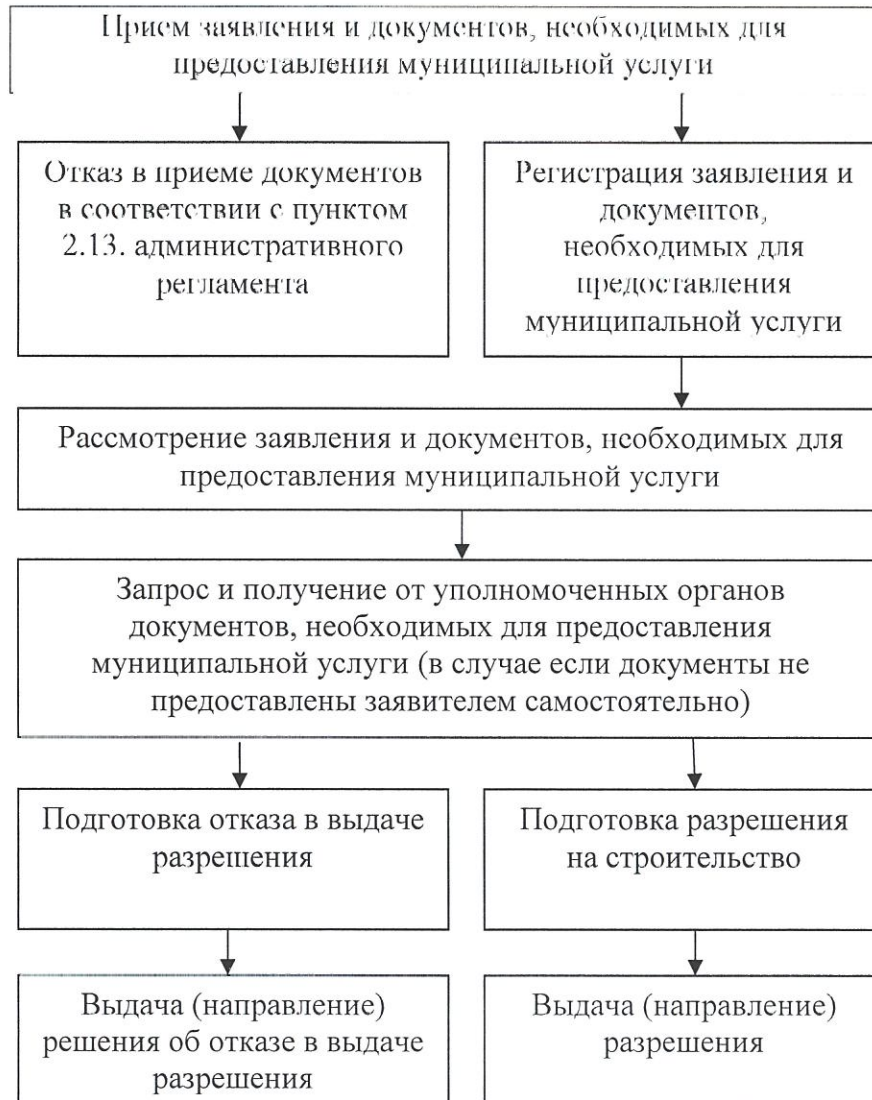 Прием заявления и документов, необходимых для
предоставления муниципальной услуги
Отказ в приеме документов
в соответствии с пунктом
2.13. административного
регламента
Регистрация заявления и
документов,
необходимых для
предоставления
муниципальной услуги
Рассмотрение заявления и документов, необходимых для
предоставления муниципальной услуги
Запрос и получение от уполномоченных органов
документов, необходимых для предоставления
муниципальной услуги (в случае если документы не
предоставлены заявителем самостоятельно)
Подготовка отказа в выдаче
разрешения
Подготовка разрешения
на строительство
Выдача (направление)
решения об отказе в выдаче
разрешения
Выдача (направление)
разрешения